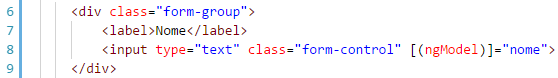 6 <div class="form-group">
7 <label>Nome</label>
8 <input type="text" class="form-control" [(ngModel)]="nome">
9 </div>